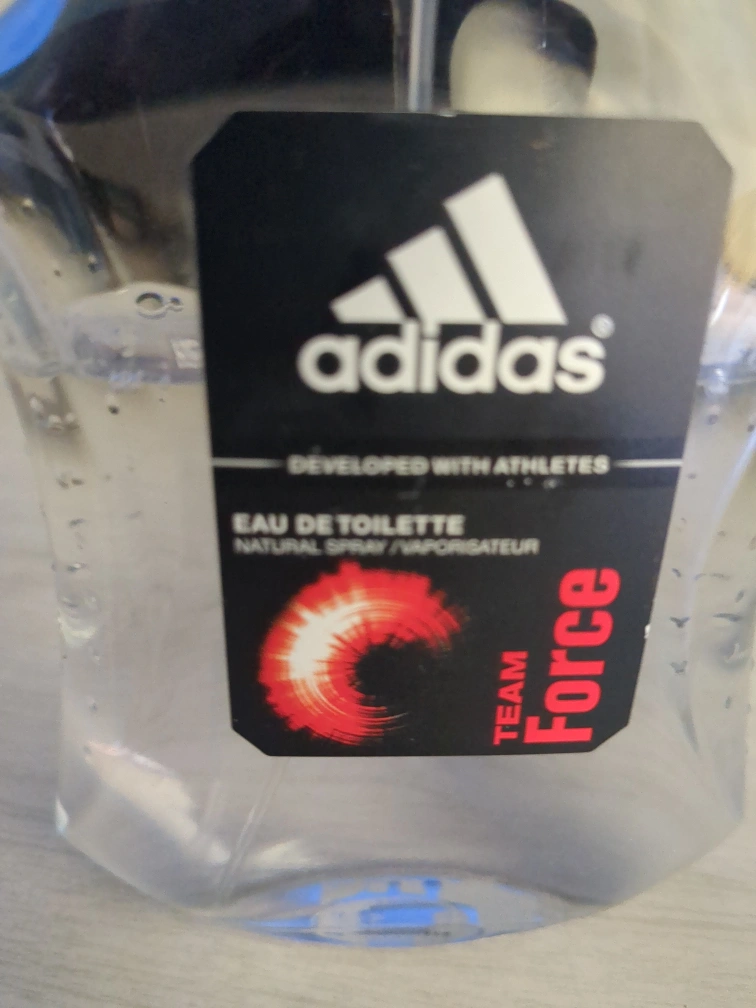 adidas®
DEVELOPED WITH ATHLETES
EAU DE TOILETTE
NATURAL SPRAY / VAPORISATEUR
TEAM
Force